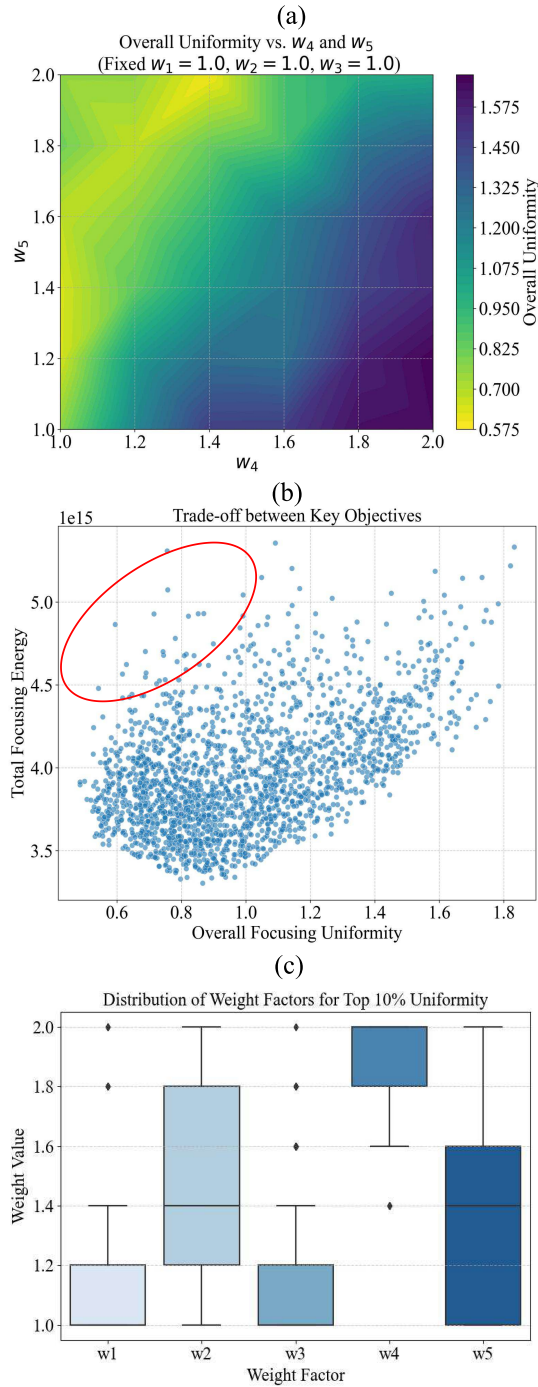 (a)
Overall Uniformity vs. w₄ and w₅
(Fixed w₁ = 1.0, w₂ = 1.0, w₃ = 1.0)
2.0
1.8
1.6
1.4
1.2
1.0
w₅
1.0 1.2 1.4 1.6 1.8 2.0
w₄
1.575
1.450
1.325
1.200
1.075
0.950
0.825
0.700
0.575
Overall Uniformity
(b)
1e15
Trade-off between Key Objectives
5.0
4.5
4.0
3.5
Total Focusing Energy
0.6 0.8 1.0 1.2 1.4 1.6 1.8
Overall Focusing Uniformity
(c)
Distribution of Weight Factors for Top 10% Uniformity
2.0
1.8
1.6
1.4
1.2
1.0
Weight Value
w1 w2 w3 w4 w5
Weight Factor